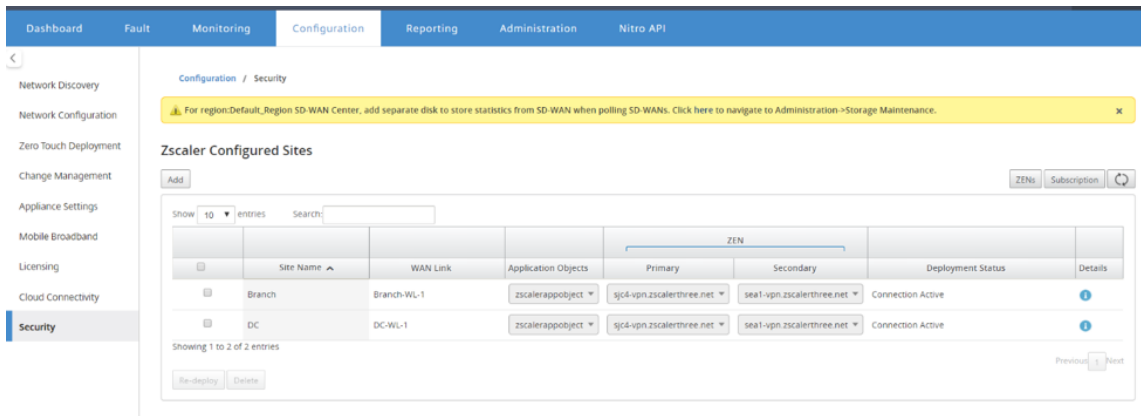 Dashboard Fault Monitoring Configuration Reporting Administration Nitro API
Network Discovery
Network Configuration
Zero Touch Deployment
Change Management
Appliance Settings
Mobile Broadband
Licensing
Cloud Connectivity
Security
Configuration / Security
For region:Default_Region SD-WAN Center, add separate disk to store statistics from SD-WAN when polling SD-WANs. Click here to navigate to Administration->Storage Maintenance. x
Zscaler Configured Sites
Add ZENs Subscription
Show 10 entries Search:
ZEN
Site Name WAN Link Application Objects Primary Secondary Deployment Status Details
Branch Branch-WL-1 zscalerappobject sjc4-vpn.zscalerthree.net sea1-vpn.zscalerthree.net Connection Active
DC DC-WL-1 zscalerappobject sjc4-vpn.zscalerthree.net sea1-vpn.zscalerthree.net Connection Active
Showing 1 to 2 of 2 entries
Previous 1 Next
Re-deploy Delete